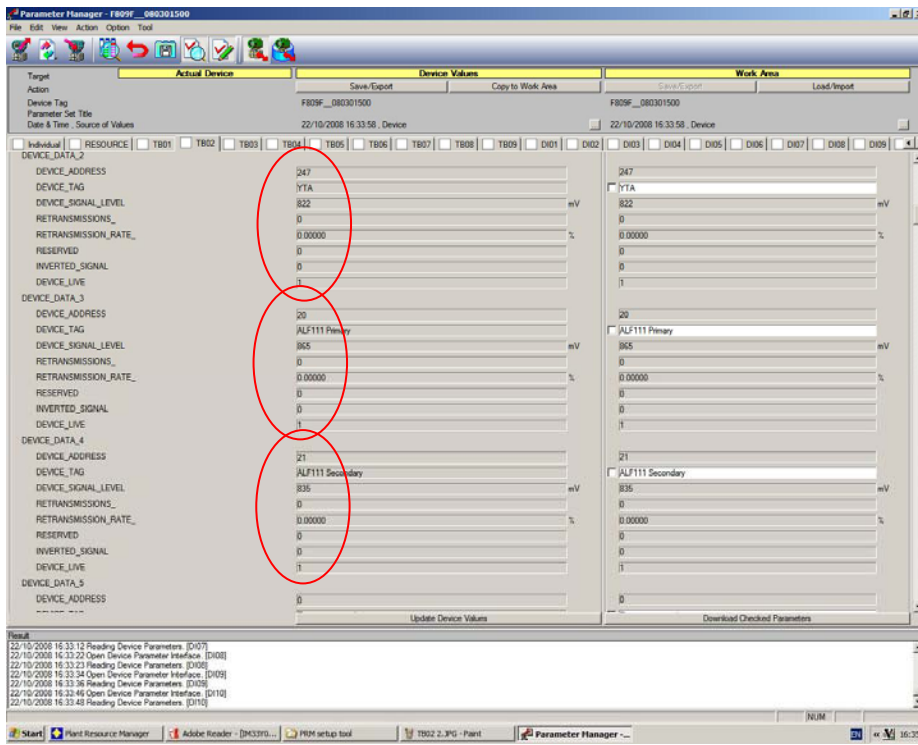 Parameter Manager - F809F__080301500
File Edit View Action Option Tool
Target Actual Device Device Values Work Area
Action Save/Export Copy to Work Area Save/Export Load/Import
Device Tag F809F__080301500 F809F__080301500
Parameter Set Title
Date & Time , Source of Values 22/10/2008 16:33:58 , Device 22/10/2008 16:33:58 , Device
Individual RESOURCE TB01 TB02 TB03 TB04 TB05 TB06 TB07 TB08 TB09 DI01 DI02 DI03 DI04 DI05 DI06 DI07 DI08 DI09
DEVICE_DATA_2
DEVICE_ADDRESS 247 247
DEVICE_TAG YTA YTA
DEVICE_SIGNAL_LEVEL 822 mV 822 mV
RETRANSMISSIONS_ 0 0
RETRANSMISSION_RATE_ 0.00000 % 0.00000 %
RESERVED 0 0
INVERTED_SIGNAL 0 0
DEVICE_LIVE 1 1
DEVICE_DATA_3
DEVICE_ADDRESS 20 20
DEVICE_TAG ALF111 Primary ALF111 Primary
DEVICE_SIGNAL_LEVEL 865 mV 865 mV
RETRANSMISSIONS_ 0 0
RETRANSMISSION_RATE_ 0.00000 % 0.00000 %
RESERVED 0 0
INVERTED_SIGNAL 0 0
DEVICE_LIVE 1 1
DEVICE_DATA_4
DEVICE_ADDRESS 21 21
DEVICE_TAG ALF111 Secondary ALF111 Secondary
DEVICE_SIGNAL_LEVEL 835 mV 835 mV
RETRANSMISSIONS_ 0 0
RETRANSMISSION_RATE_ 0.00000 % 0.00000 %
RESERVED 0 0
INVERTED_SIGNAL 0 0
DEVICE_LIVE 1 1
DEVICE_DATA_5
DEVICE_ADDRESS 0 0
Update Device Values Download Checked Parameters
Result
22/10/2008 16:33:12 Reading Device Parameters. [DI07]
22/10/2008 16:33:22 Open Device Parameter Interface. [DI08]
22/10/2008 16:33:23 Reading Device Parameters. [DI08]
22/10/2008 16:33:34 Open Device Parameter Interface. [DI09]
22/10/2008 16:33:36 Reading Device Parameters. [DI09]
22/10/2008 16:33:46 Open Device Parameter Interface. [DI10]
22/10/2008 16:33:48 Reading Device Parameters. [DI10]
NUM
Start Plant Resource Manager Adobe Reader - [IM33Y0... PRM setup tool TB02 2.JPG - Paint Parameter Manager -... EN